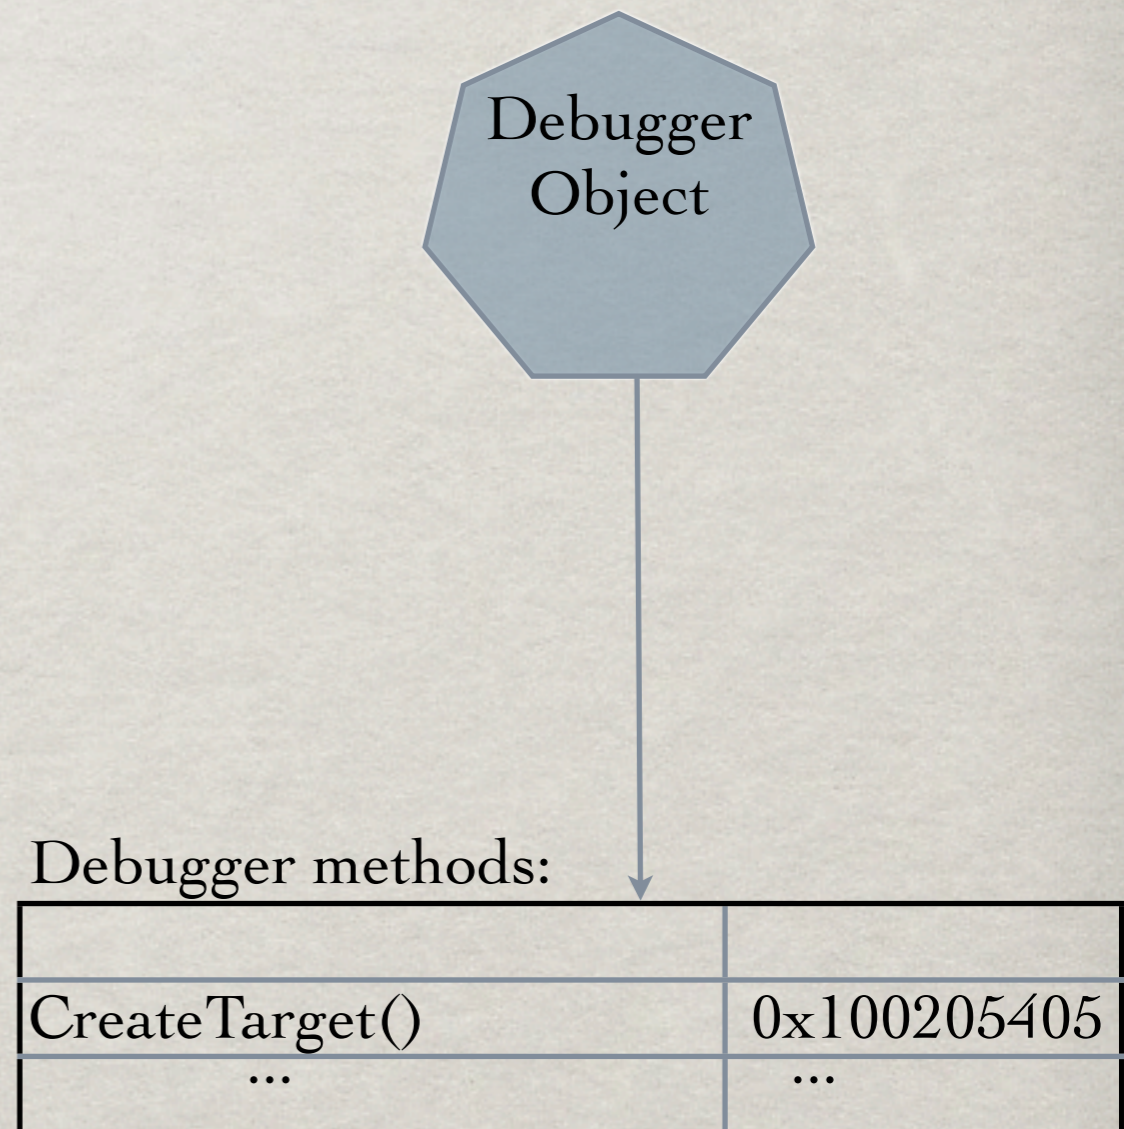 Debugger
Object
Debugger methods:
CreateTarget() 0x100205405
... ...